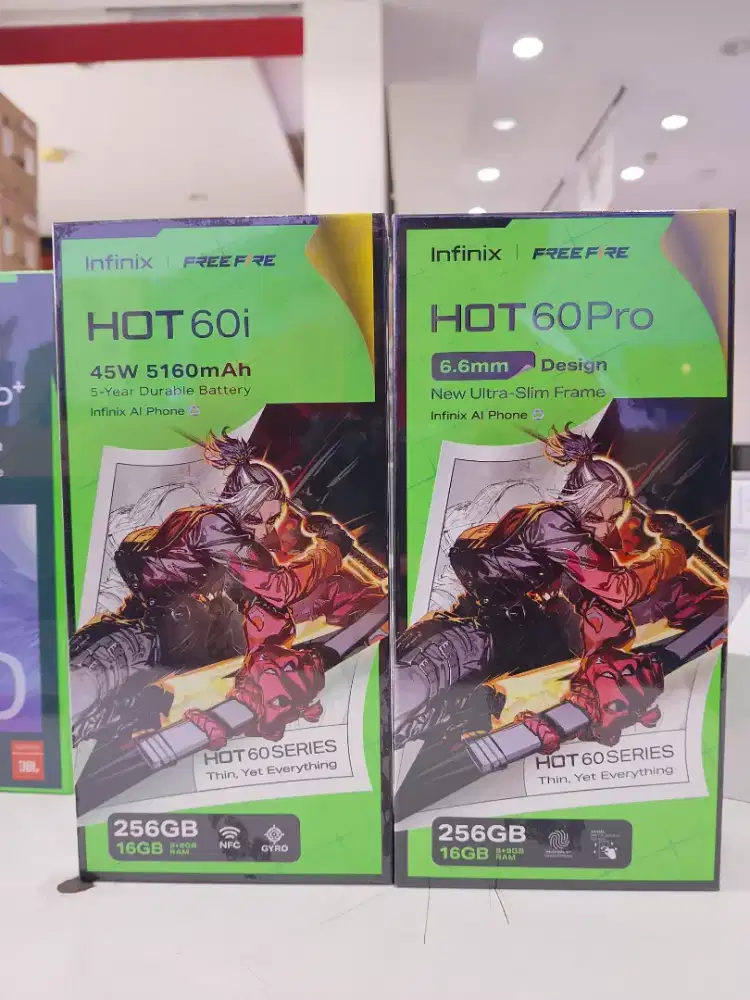 Infinix | FREE FIRE
HOT 60i
45W 5160mAh
5-Year Durable Battery
Infinix AI Phone
HOT 60 SERIES
Thin, Yet Everything
256GB
16GB 8+8GB RAM
NFC
GYRO
Infinix | FREE FIRE
HOT 60 Pro
6.6mm Design
New Ultra-Slim Frame
Infinix AI Phone
HOT 60 SERIES
Thin, Yet Everything
256GB
16GB 8+8GB RAM
JBL